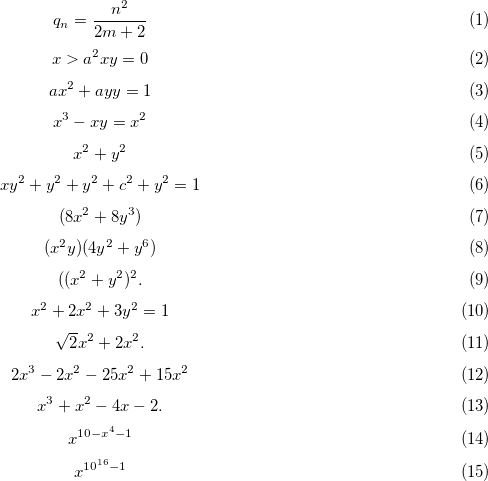 q_n = \frac{n^2}{2m + 2} (1)
x > a^2xy = 0 (2)
ax^2 + ayy = 1 (3)
x^3 − xy = x^2 (4)
x^2 + y^2 (5)
xy^2 + y^2 + y^2 + c^2 + y^2 = 1 (6)
(8x^2 + 8y^3) (7)
(x^2y)(4y^2 + y^6) (8)
((x^2 + y^2)^2. (9)
x^2 + 2x^2 + 3y^2 = 1 (10)
\sqrt{2}x^2 + 2x^2. (11)
2x^3 − 2x^2 − 25x^2 + 15x^2 (12)
x^3 + x^2 − 4x − 2. (13)
x^{10−x^4−1} (14)
x^{10^{16}−1} (15)